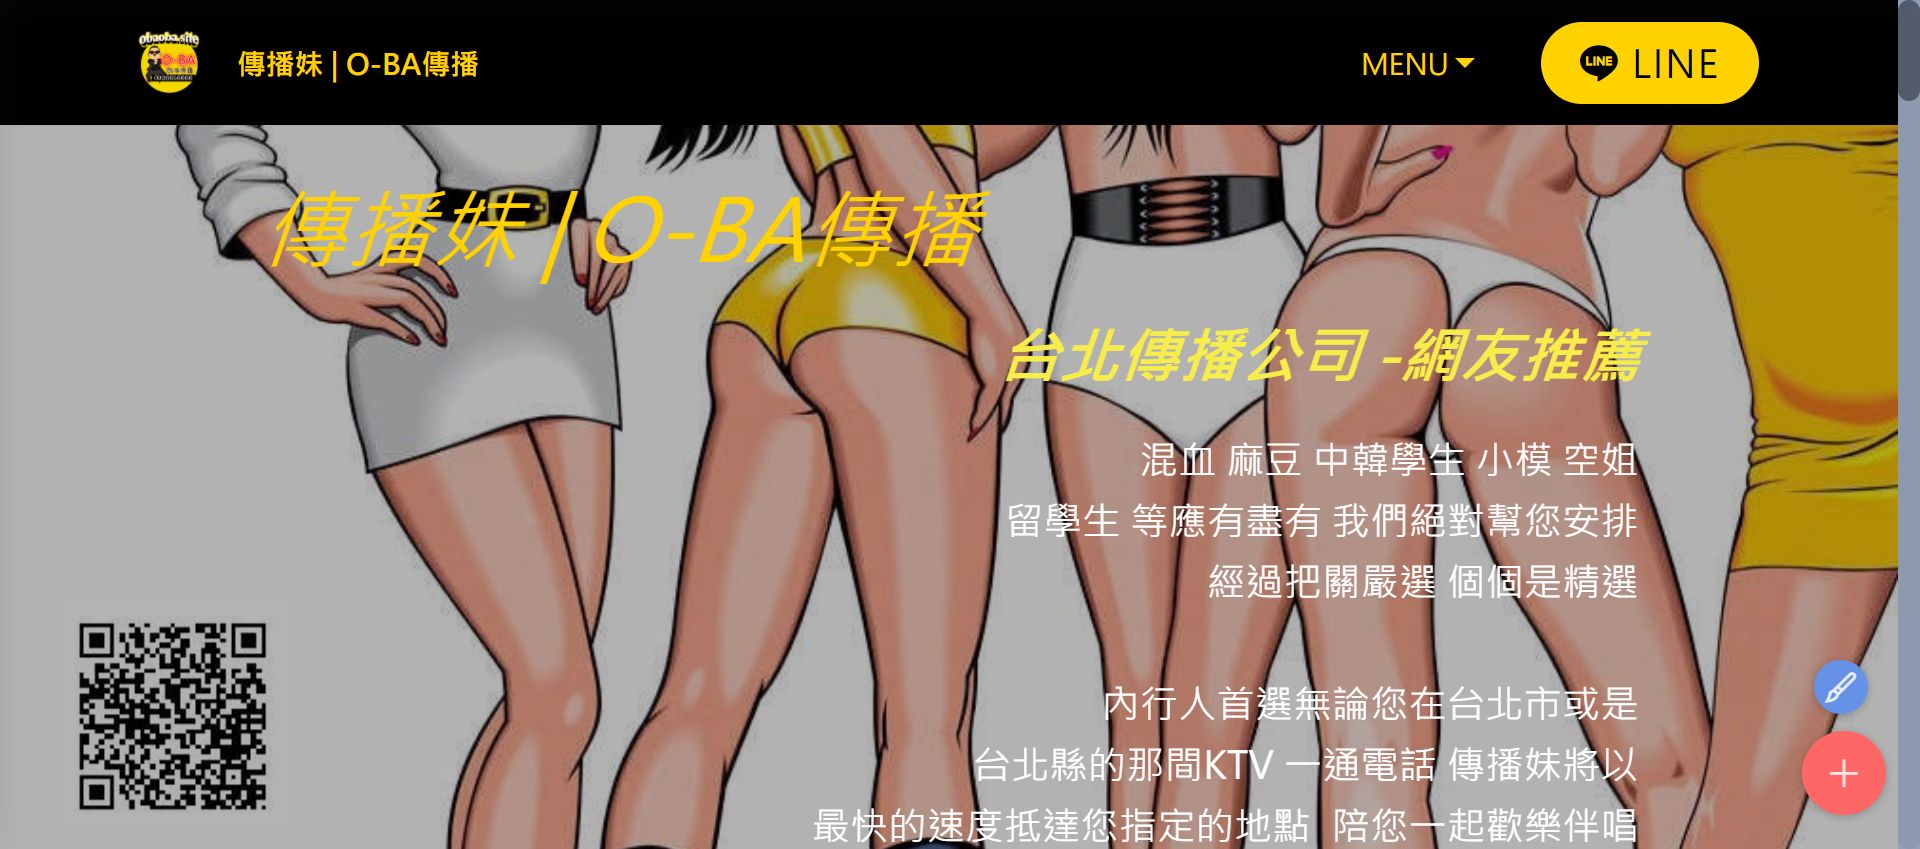 obaoba.site
O-BA
傳播妹 | O-BA傳播
MENU
LINE
LINE
傳播妹 | O-BA傳播
台北傳播公司 -網友推薦
混血 麻豆 中韓學生 小模 空姐
留學生 等應有盡有 我們絕對幫您安排
經過把關嚴選 個個是精選
內行人首選無論您在台北市或是
台北縣的那間KTV 一通電話 傳播妹將以
最快的速度抵達您指定的地點 陪您一起歡樂伴唱